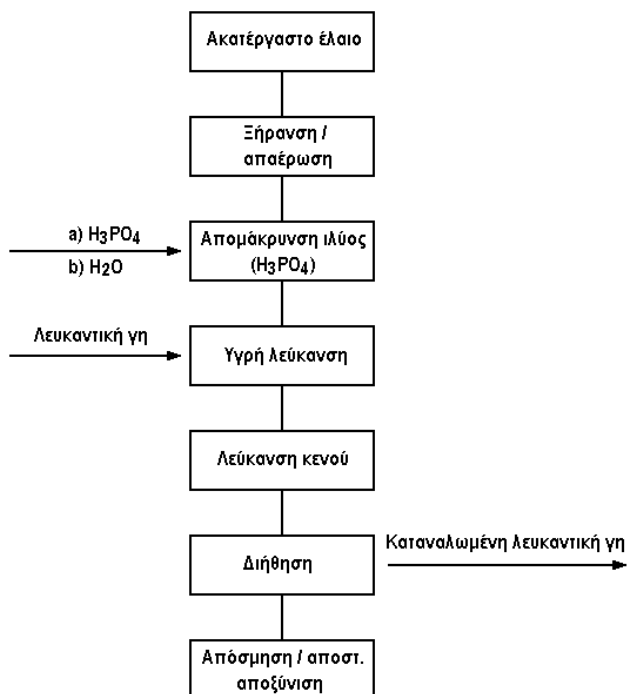 Ακατέργαστο έλαιο
Ξήρανση /
απαέρωση
a) H₃PO₄
b) H₂O
Απομάκρυνση ιλύος
(H₃PO₄)
Λευκαντική γη
Υγρή λεύκανση
Λεύκανση κενού
Διήθηση
Καταναλωμένη λευκαντική γη
Απόσμηση / αποστ.
αποξύνιση